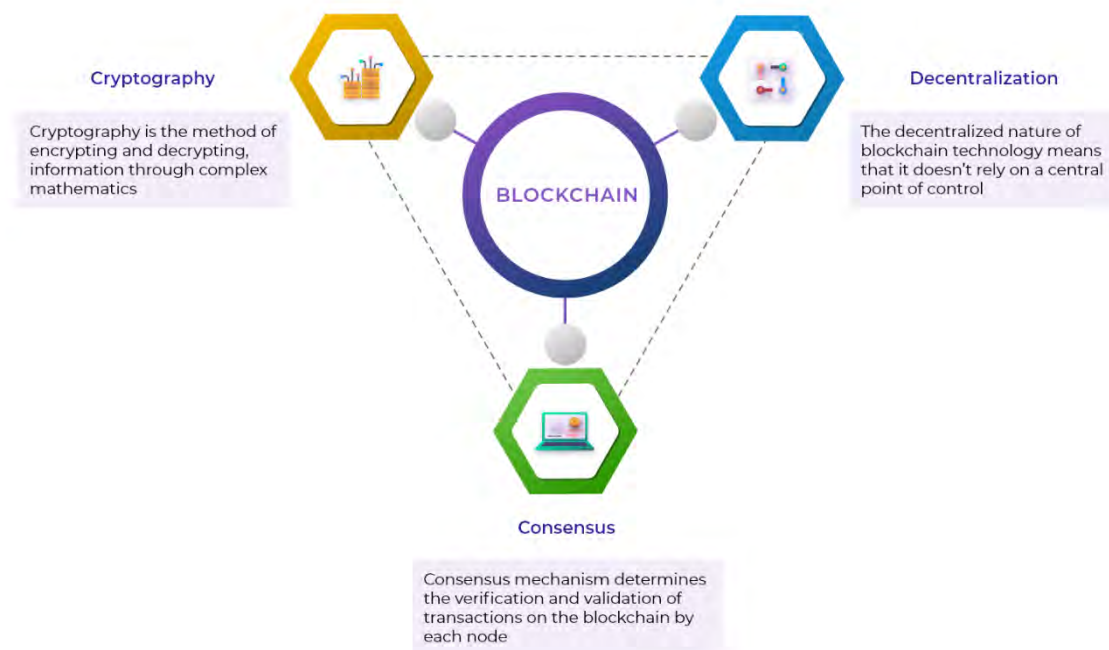 Cryptography
Cryptography is the method of
encrypting and decrypting,
information through complex
mathematics
BLOCKCHAIN
Decentralization
The decentralized nature of
blockchain technology means
that it doesn't rely on a central
point of control
Consensus
Consensus mechanism determines
the verification and validation of
transactions on the blockchain by
each node